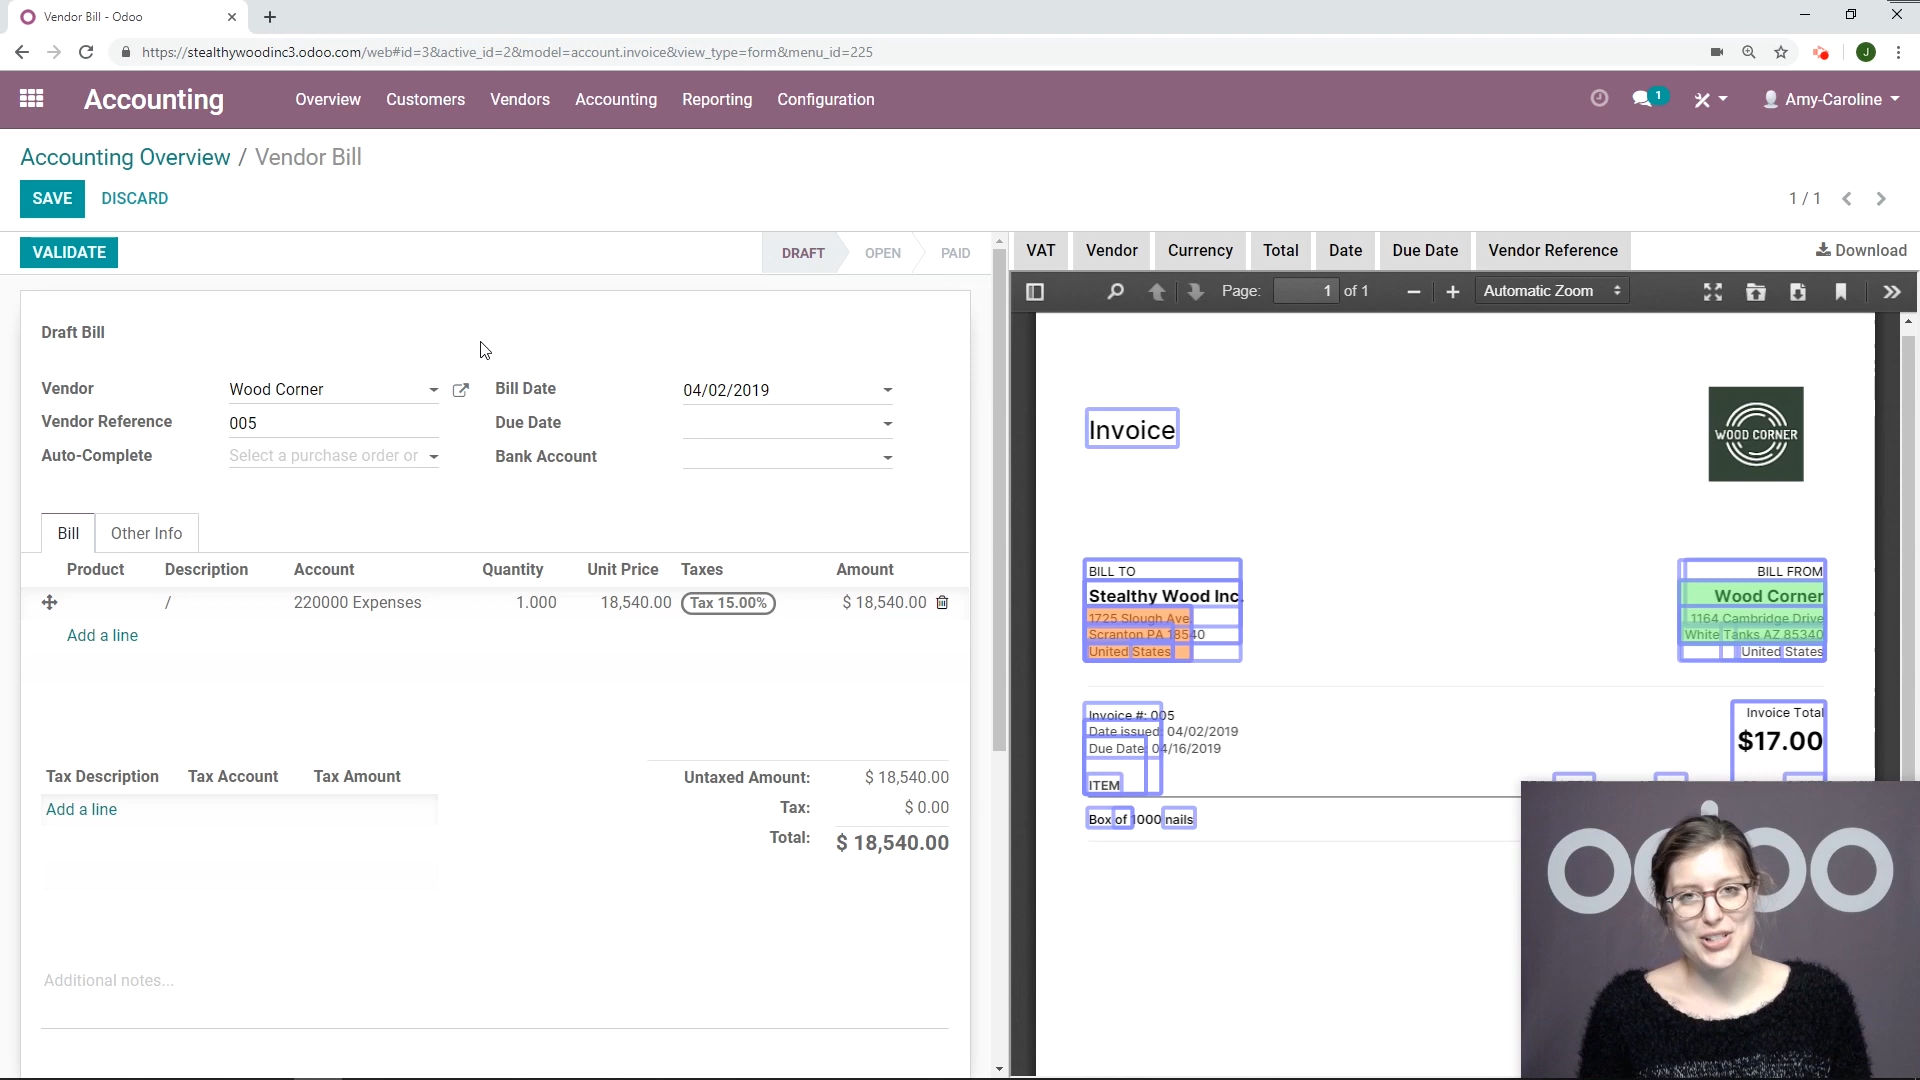 Vendor Bill - Odoo
https://stealthywoodinc3.odoo.com/web#id=3&active_id=2&model=account.invoice&view_type=form&menu_id=225
J
Accounting
Overview Customers Vendors Accounting Reporting Configuration
1
Amy-Caroline
Accounting Overview / Vendor Bill
SAVE DISCARD
1 / 1
VALIDATE
DRAFT OPEN PAID
Draft Bill
Vendor Wood Corner
Bill Date 04/02/2019
Vendor Reference 005
Due Date
Auto-Complete Select a purchase order or
Bank Account
Bill Other Info
Product Description Account Quantity Unit Price Taxes Amount
/ 220000 Expenses 1.000 18,540.00 Tax 15.00% $ 18,540.00
Add a line
Tax Description Tax Account Tax Amount
Add a line
Untaxed Amount: $ 18,540.00
Tax: $ 0.00
Total: $ 18,540.00
Additional notes...
VAT Vendor Currency Total Date Due Date Vendor Reference Download
Page: 1 of 1 Automatic Zoom
Invoice
WOOD CORNER
BILL TO
Stealthy Wood Inc.
1725 Slough Ave.
Scranton PA 18540
United States
BILL FROM
Wood Corner
1164 Cambridge Drive
White Tanks AZ 85340
United States
Invoice #: 005
Date issued: 04/02/2019
Due Date: 04/16/2019
Invoice Total
$17.00
ITEM
Box of 1000 nails
odoo